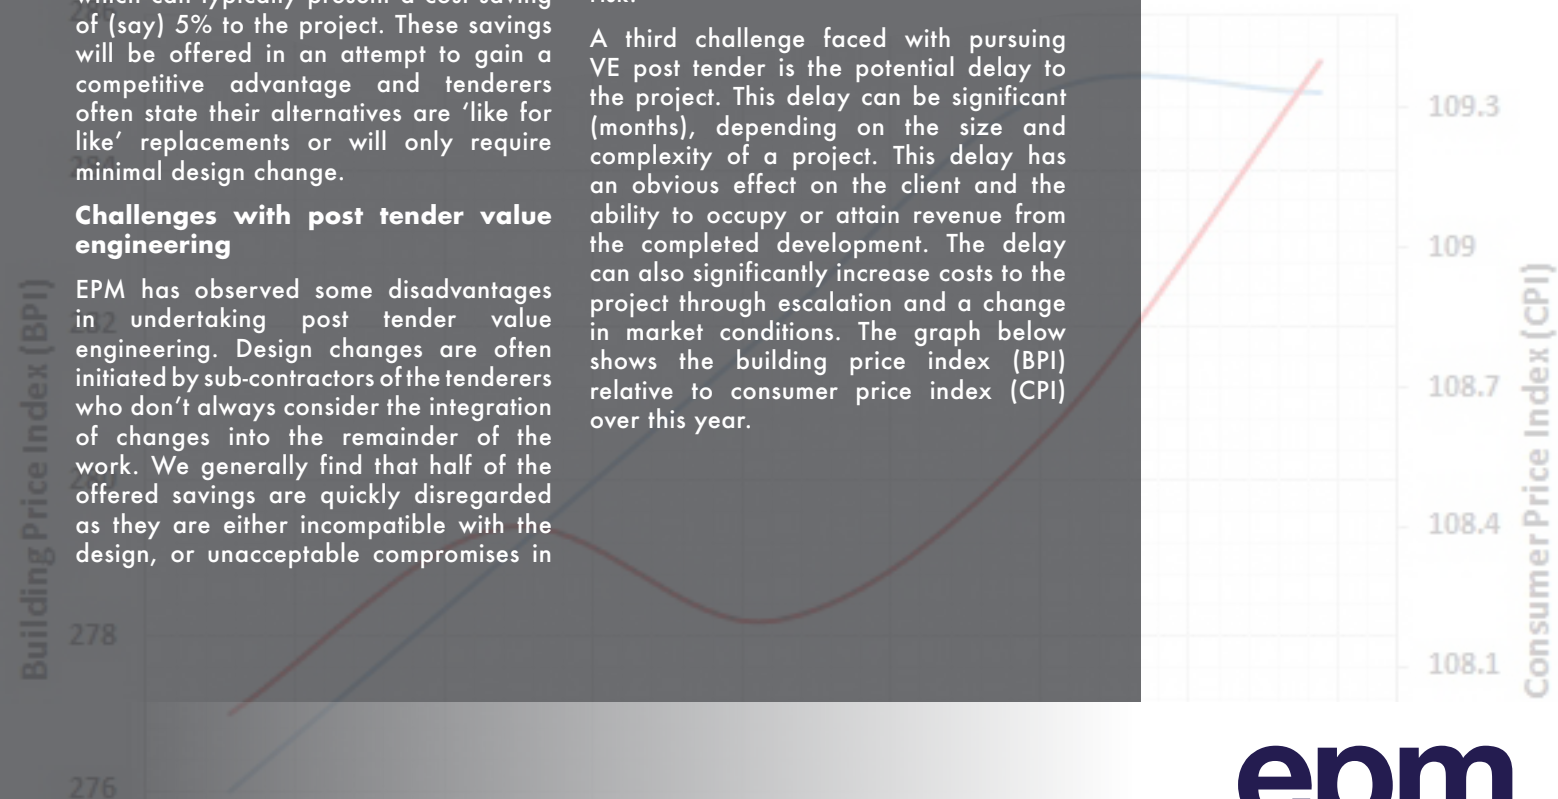 of (say) 5% to the project. These savings
will be offered in an attempt to gain a
competitive advantage and tenderers
often state their alternatives are ‘like for
like’ replacements or will only require
minimal design change.
Challenges with post tender value
engineering
EPM has observed some disadvantages
in undertaking post tender value
engineering. Design changes are often
initiated by sub-contractors of the tenderers
who don’t always consider the integration
of changes into the remainder of the
work. We generally find that half of the
offered savings are quickly disregarded
as they are either incompatible with the
design, or unacceptable compromises in
A third challenge faced with pursuing
VE post tender is the potential delay to
the project. This delay can be significant
(months), depending on the size and
complexity of a project. This delay has
an obvious effect on the client and the
ability to occupy or attain revenue from
the completed development. The delay
can also significantly increase costs to the
project through escalation and a change
in market conditions. The graph below
shows the building price index (BPI)
relative to consumer price index (CPI)
over this year.
Building Price Index (BPI)
286
284
282
280
278
276
109.3
109
108.7
108.4
108.1
Consumer Price Index (CPI)
epm